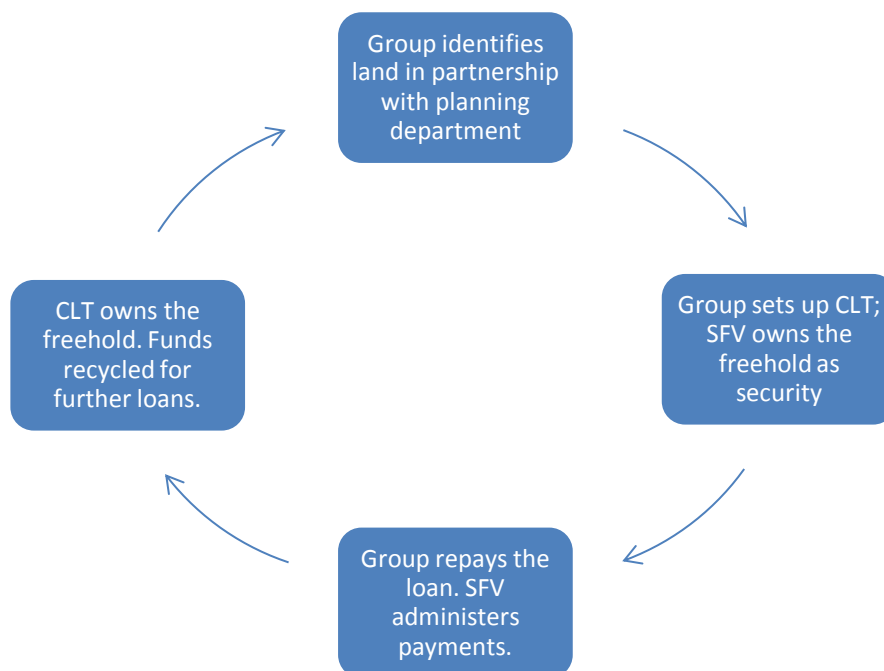 Group identifies
land in partnership
with planning
department
Group sets up CLT;
SFV owns the
freehold as
security
Group repays the
loan. SFV
administers
payments.
CLT owns the
freehold. Funds
recycled for
further loans.